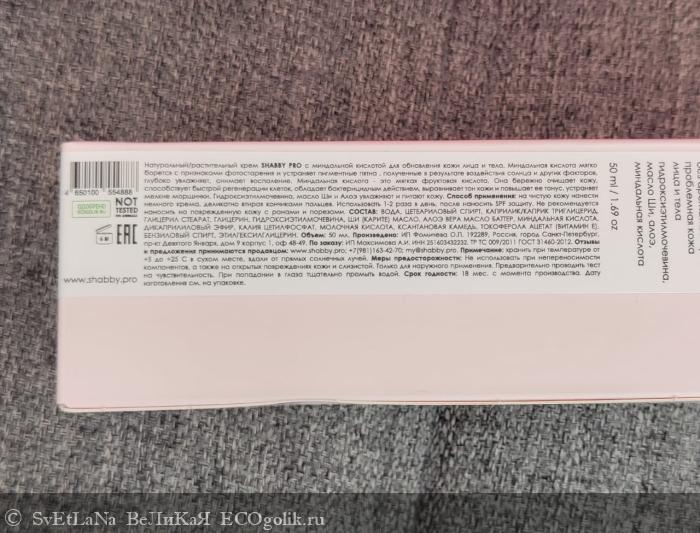 4 650100 554888
ОДОБРЕНО
ECOGOLIK.RU
NOT
TESTED
ЕАС
www.shabby.pro
Натуральный/растительный крем SHABBY PRO с миндальной кислотой для обновления кожи лица и тела. Миндальная кислота мягко
борется с признаками фотостарения и устраняет пигментные пятна , полученные в результате воздействия солнца и других факторов,
глубоко увлажняет, снимает воспаление. Миндальная кислота - это мягкая фруктовая кислота. Она бережно очищает кожу,
способствует быстрой регенерации клеток, обладает бактерицидным действием, выравнивает тон кожи и повышает ее тонус, устраняет
мелкие морщинки. Гидроксиэтилмочевина, масло Ши и Алоэ увлажняют и питают кожу. Способ применения: на чистую кожу нанести
немного крема, деликатно втирая кончиками пальцев. Использовать 1-2 раза в день, после наносить SPF защиту. Не рекомендуется
наносить на поврежденную кожу с ранами и порезами. СОСТАВ: ВОДА, ЦЕТЕАРИЛОВЫЙ СПИРТ, КАПРИЛИК/КАПРИК ТРИГЛИЦЕРИД,
ГЛИЦЕРИЛ СТЕАРАТ, ГЛИЦЕРИН, ГИДРОКСИЭТИЛМОЧЕВИНА, ШИ (КАРИТЕ) МАСЛО, АЛОЭ ВЕРА МАСЛО БАТТЕР, МИНДАЛЬНАЯ КИСЛОТА,
ДИКАПРИЛИЛОВЫЙ ЭФИР, КАЛИЯ ЦЕТИЛФОСФАТ, МОЛОЧНАЯ КИСЛОТА, КСАНТАНОВАЯ КАМЕДЬ, ТОКОФЕРОЛА АЦЕТАТ (ВИТАМИН Е),
БЕНЗИЛОВЫЙ СПИРТ, ЭТИЛГЕКСИЛГЛИЦЕРИН. Объем: 50 мл. Произведено: ИП Фомичева О.П. 192289, Россия, город Санкт-Петербург,
пр-кт Девятого Января, дом 9 корпус 1, оф 48-49. По заказу: ИП Максимова А.И. ИНН 251603432232. ТР ТС 009/2011 ГОСТ 31460-2012. Отзывы
и предложения принимаются продавцом: www.shabby.pro; +7(981)163-42-70; my@shabby.pro. Примечание: хранить при температуре от
+5 до +25 С в сухом месте, вдали от прямых солнечных лучей. Меры предосторожности: Не использовать при непереносимости
компонентов, а также на открытых повреждениях кожи и слизистой. Только для наружного применения. Предварительно проводить тест
на чувствительность. При попадании в глаза тщательно промыть водой. Срок годности: 18 мес. с момента производства. Дату
изготовления см. на упаковке.
проблемная кожа
лица и тела
гидроксиэтилмочевина,
масло Ши, алоэ,
миндальная кислота
50 ml / 1.69 oz
© SvEtLaNa ВеЛИкаЯ ECOgolik.ru